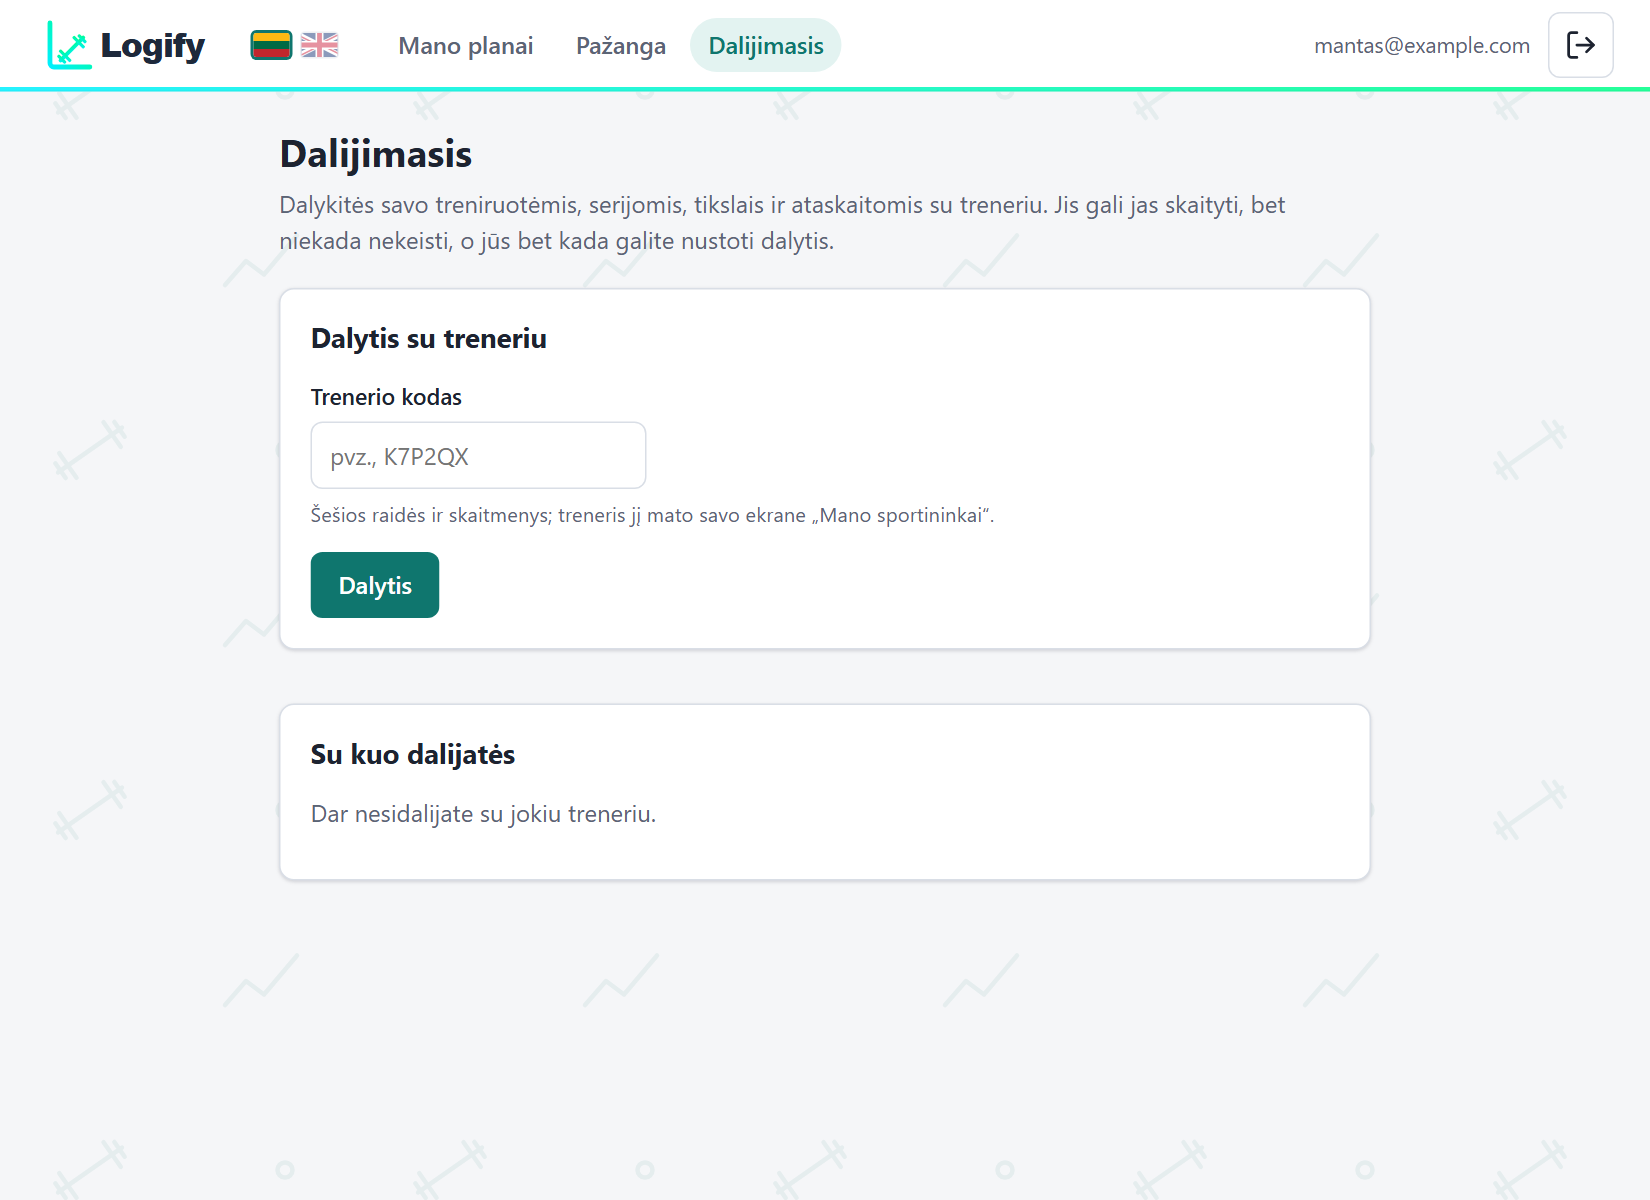 Logify
Mano planai
Pažanga
Dalijimasis
mantas@example.com
Dalijimasis
Dalykitės savo treniruotėmis, serijomis, tikslais ir ataskaitomis su treneriu. Jis gali jas skaityti, bet
niekada nekeisti, o jūs bet kada galite nustoti dalytis.
Dalytis su treneriu
Trenerio kodas
pvz., K7P2QX
Šešios raidės ir skaitmenys; treneris jį mato savo ekrane „Mano sportininkai“.
Dalytis
Su kuo dalijatės
Dar nesidalijate su jokiu treneriu.